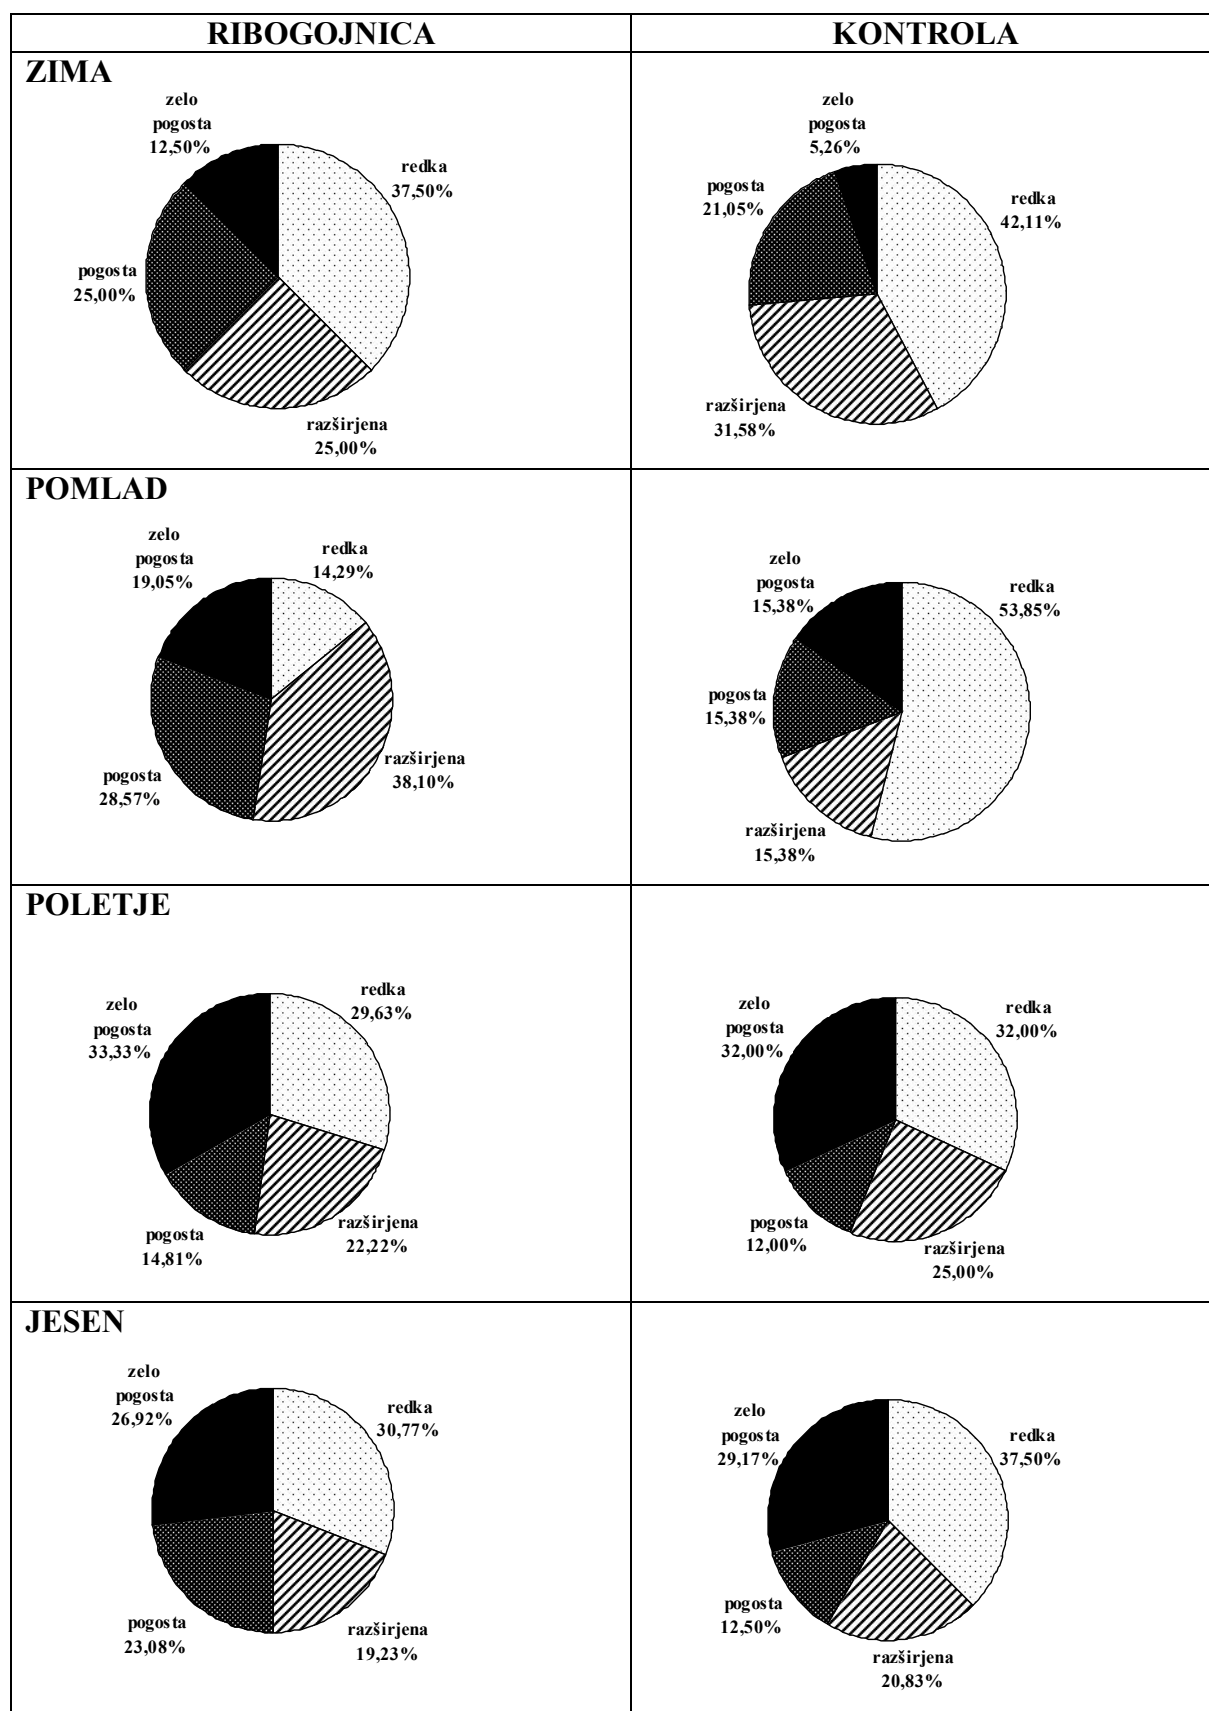 RIBOGOJNICA
KONTROLA
ZIMA
zelo
pogosta
12,50%
redka
37,50%
pogosta
25,00%
razširjena
25,00%
zelo
pogosta
5,26%
redka
42,11%
pogosta
21,05%
razširjena
31,58%
POMLAD
zelo
pogosta
19,05%
redka
14,29%
pogosta
28,57%
razširjena
38,10%
zelo
pogosta
15,38%
redka
53,85%
pogosta
15,38%
razširjena
15,38%
POLETJE
zelo
pogosta
33,33%
redka
29,63%
pogosta
14,81%
razširjena
22,22%
zelo
pogosta
32,00%
redka
32,00%
pogosta
12,00%
razširjena
25,00%
JESEN
zelo
pogosta
26,92%
redka
30,77%
pogosta
23,08%
razširjena
19,23%
zelo
pogosta
29,17%
redka
37,50%
pogosta
12,50%
razširjena
20,83%